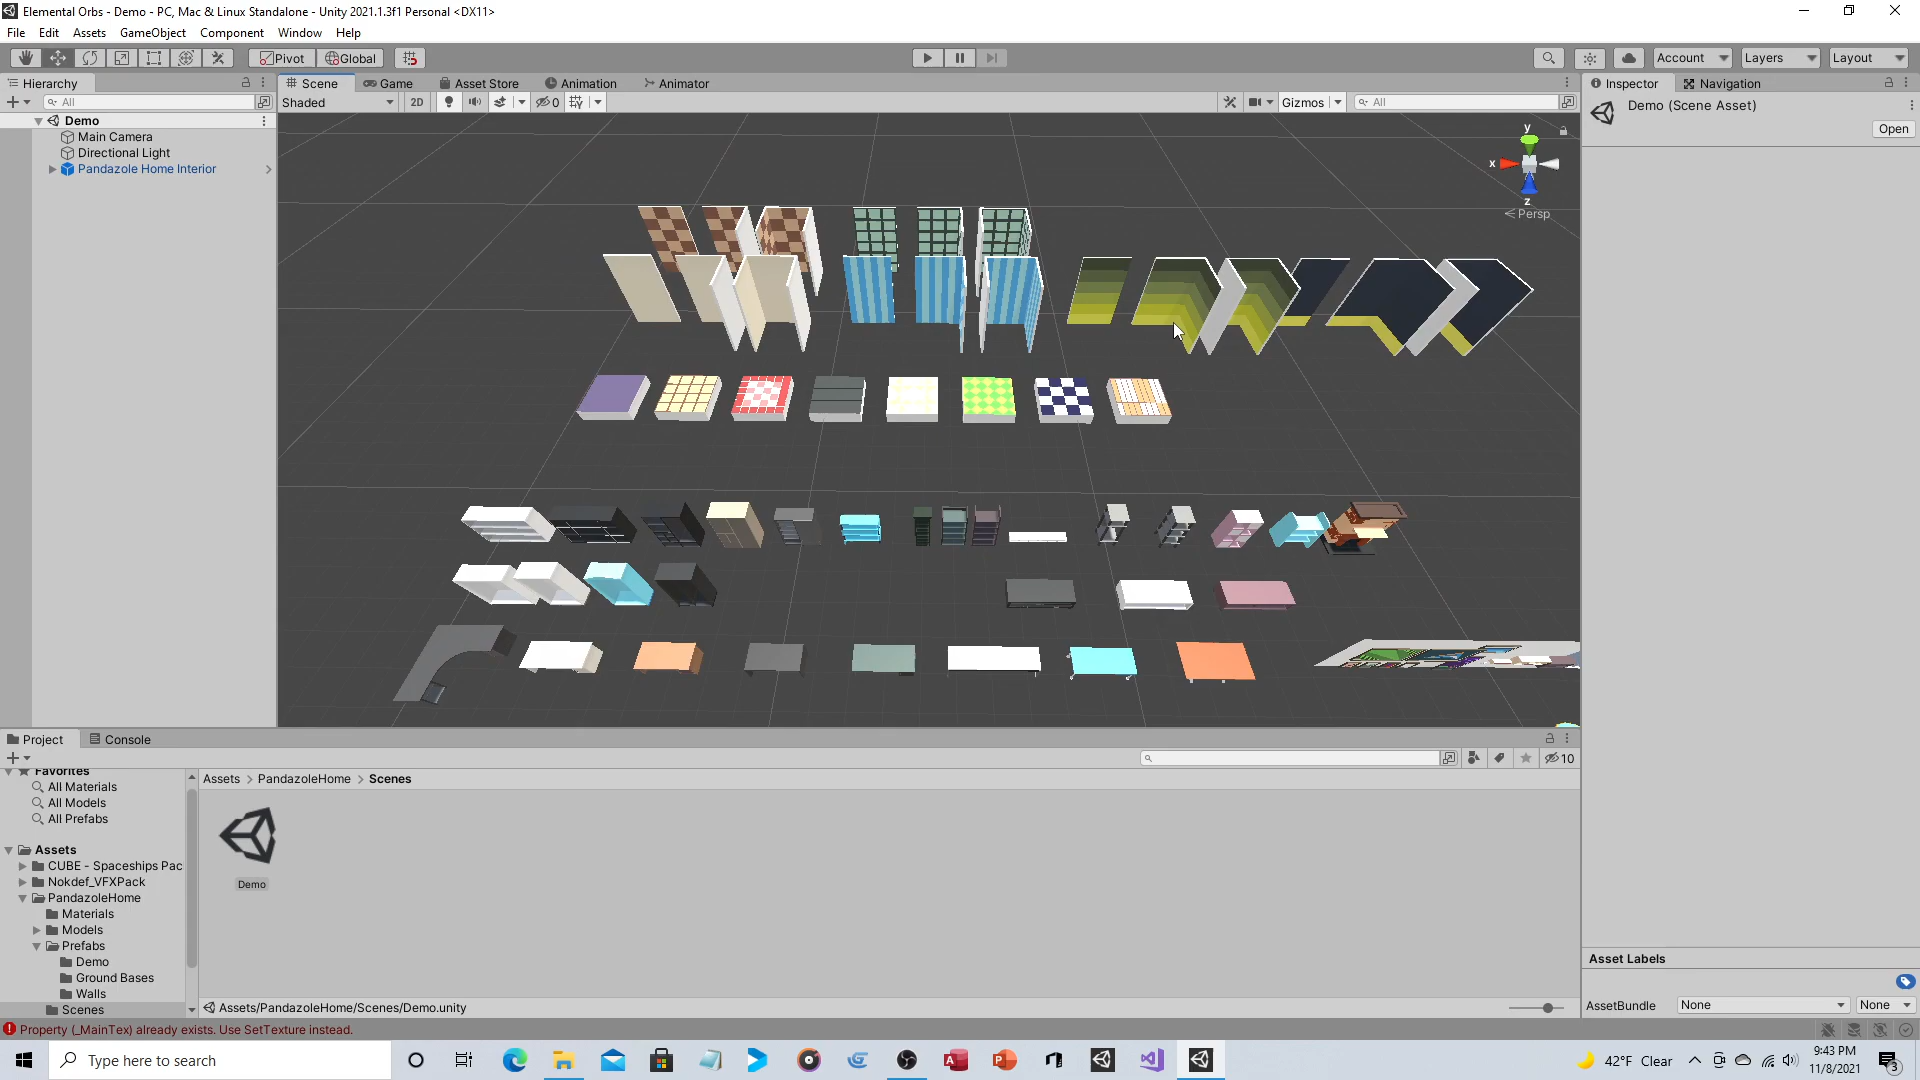 Elemental Orbs - Demo - PC, Mac & Linux Standalone - Unity 2021.1.3f1 Personal <DX11>
File Edit Assets GameObject Component Window Help
Pivot Global Account Layers Layout
Hierarchy Scene Game Asset Store Animation Animator Inspector Navigation
All Shaded 2D 0 Gizmos All
Demo
Main Camera
Directional Light
Pandazole Home Interior
Demo (Scene Asset)
Open
y
x
z
< Persp
Project Console
10
Favorites
All Materials
All Models
All Prefabs
Assets
CUBE - Spaceships Pac
Nokdef_VFXPack
PandazoleHome
Materials
Models
Prefabs
Demo
Ground Bases
Walls
Scenes
Assets > PandazoleHome > Scenes
Demo
Assets/PandazoleHome/Scenes/Demo.unity
Asset Labels
AssetBundle None None
Property (_MainTex) already exists. Use SetTexture instead.
Type here to search
42°F Clear
9:43 PM
11/8/2021
3